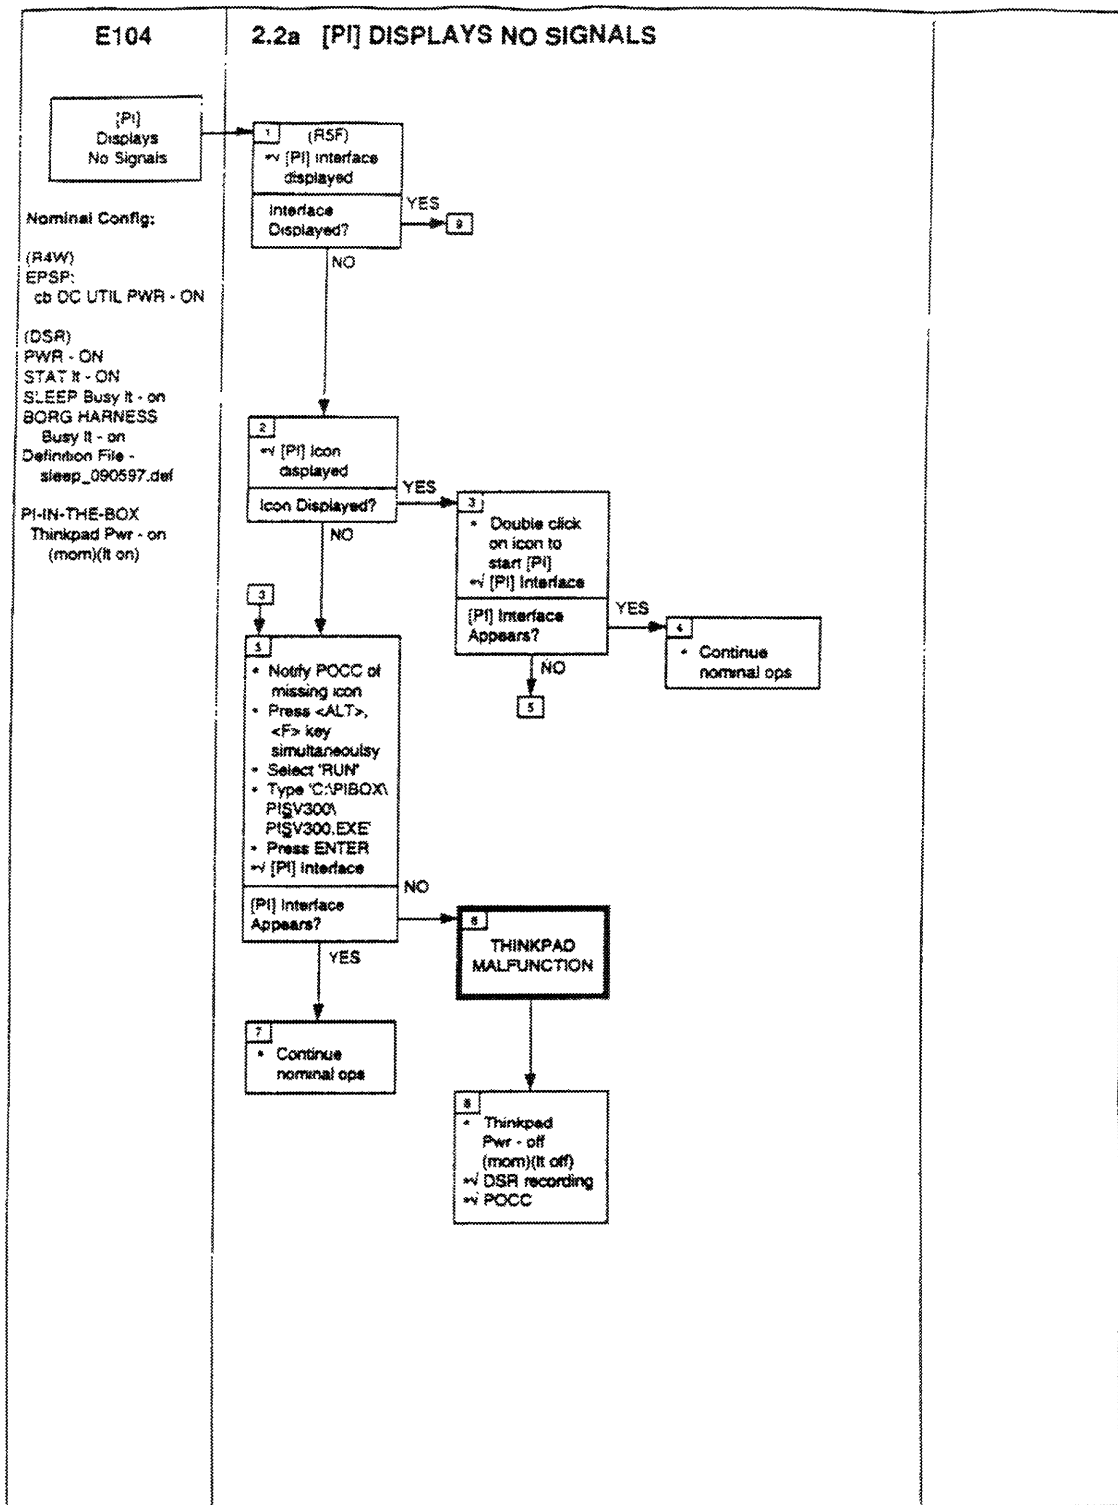 E104
2.2a [PI] DISPLAYS NO SIGNALS
[PI]
Displays
No Signals
Nominal Config:
(R4W)
EPSP:
cb DC UTIL PWR - ON
(DSR)
PWR - ON
STAT lt - ON
SLEEP Busy lt - on
BORG HARNESS
Busy lt - on
Definition File -
sleep_090597.def
PI-IN-THE-BOX
Thinkpad Pwr - on
(mom)(lt on)
1
(R5F)
•√ [PI] Interface
displayed
Interface
Displayed?
YES
9
NO
2
•√ [PI] Icon
displayed
Icon Displayed?
YES
NO
3
• Double click
on icon to
start [PI]
•√ [PI] Interface
[PI] Interface
Appears?
YES
NO
5
4
• Continue
nominal ops
3
5
• Notify POCC of
missing icon
• Press <ALT>,
<F> key
simultaneoulsy
• Select 'RUN'
• Type 'C:\PIBOX\
PISV300\
PISV300.EXE'
• Press ENTER
•√ [PI] Interface
[PI] Interface
Appears?
NO
YES
6
THINKPAD
MALFUNCTION
7
• Continue
nominal ops
8
• Thinkpad
Pwr - off
(mom)(lt off)
•√ DSR recording
•√ POCC